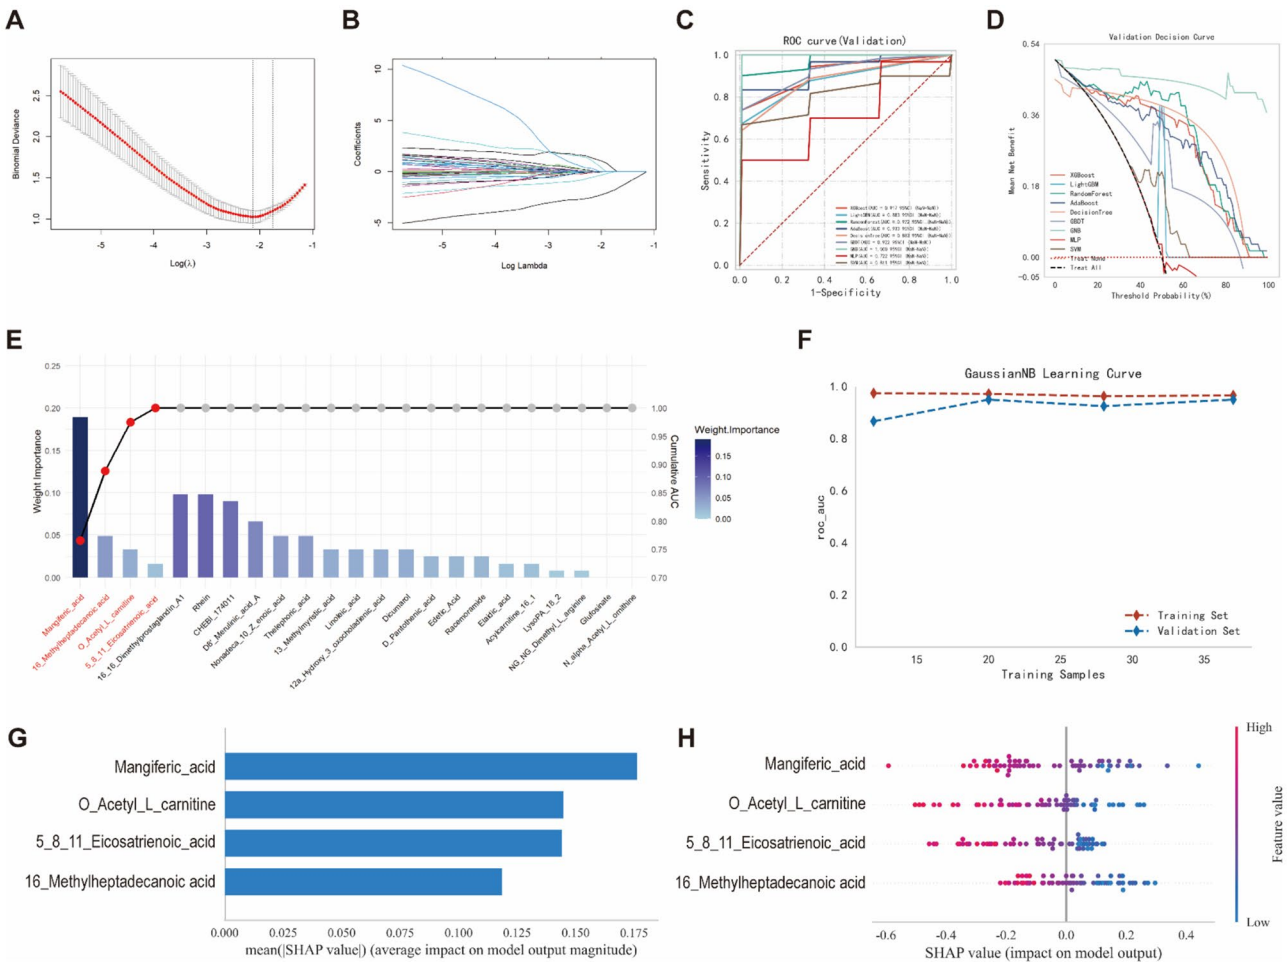 A
B
C
D
2.5
2.0
1.5
1.0
Binomial Deviance
-5
-4
-3
-2
-1
Log(λ)
10
5
0
-5
Coefficients
-5
-4
-3
-2
-1
Log Lambda
ROC curve(Validation)
1.0
0.8
0.6
0.4
0.2
0.0
Sensitivity
0.0
0.2
0.4
0.6
0.8
1.0
1-Specificity
Validation Decision Curve
0.54
0.36
0.18
0.00
-0.05
Mean Net Benefit
XGBoost
LightGBM
RandomForest
AdaBoost
DecisionTree
GBDT
GNB
MLP
SVM
Treat None
Treat All
0
20
40
60
80
100
Threshold Probability(%)
E
0.25
0.20
0.15
0.10
0.05
0.00
Weight Importance
1.00
0.95
0.90
0.85
0.80
0.75
0.70
Cumulative AUC
Weight.Importance
0.15
0.10
0.05
0.00
Mangiferic_acid
16_Methylheptadecanoic acid
O_Acetyl_L_carnitine
5_8_11_Eicosatrienoic_acid
16_16_Dimethylprostaglandin_A1
Rhein
CHEBI_174011
D8'_Merulinic_acid_A
Nonadeca_10_Z_enoic_acid
Thelephoric_acid
13_Methylmyristic_acid
Linoleic_acid
12a_Hydroxy_3_oxocholadienic_acid
Dicumarol
D_Pantothenic_acid
Edetic_Acid
Racemoramide
Elaidic_acid
Acylcarnitine_16_1
LysoPA_18_2
NG_NG_Dimethyl_L_arginine
Glufosinate
N_alpha_Acetyl_L_ornithine
F
GaussianNB Learning Curve
1.0
0.8
0.6
0.4
0.2
0.0
roc_auc
Training Set
Validation Set
15
20
25
30
35
Training Samples
G
Mangiferic_acid
O_Acetyl_L_carnitine
5_8_11_Eicosatrienoic_acid
16_Methylheptadecanoic acid
0.000
0.025
0.050
0.075
0.100
0.125
0.150
0.175
mean(|SHAP value|) (average impact on model output magnitude)
H
Mangiferic_acid
O_Acetyl_L_carnitine
5_8_11_Eicosatrienoic_acid
16_Methylheptadecanoic acid
-0.6
-0.4
-0.2
0.0
0.2
0.4
SHAP value (impact on model output)
High
Feature value
Low